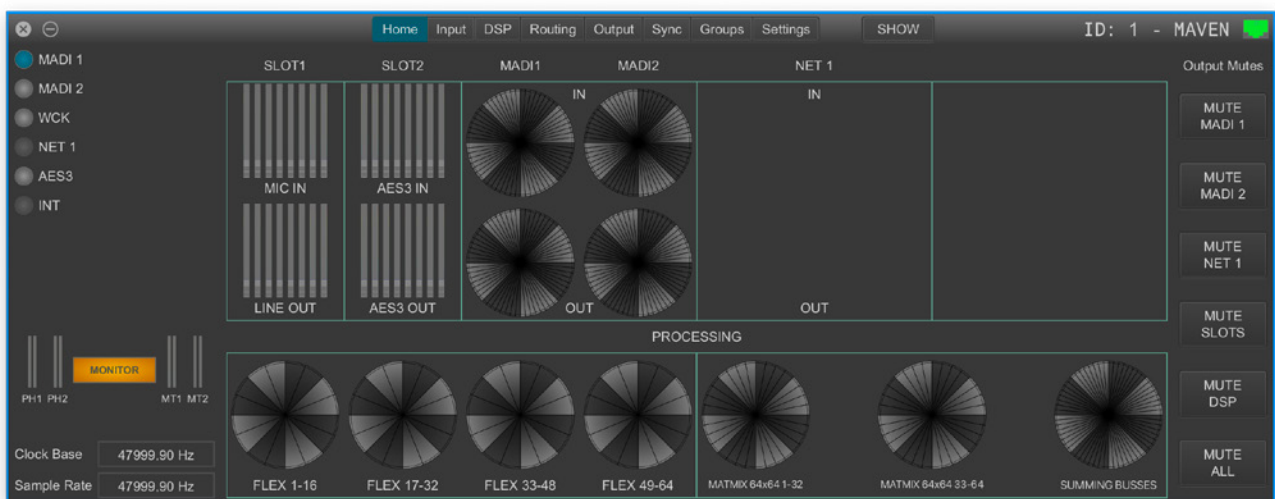 Home Input DSP Routing Output Sync Groups Settings SHOW ID: 1 - MAVEN
MADI 1
MADI 2
WCK
NET 1
AES3
INT
SLOT1 SLOT2 MADI1 MADI2 NET 1
IN IN
MIC IN AES3 IN
LINE OUT AES3 OUT OUT OUT
PROCESSING
MONITOR
PH1 PH2 MT1 MT2
Clock Base 47999.90 Hz
Sample Rate 47999.90 Hz
FLEX 1-16 FLEX 17-32 FLEX 33-48 FLEX 49-64 MATMIX 64x64 1-32 MATMIX 64x64 33-64 SUMMING BUSSES
Output Mutes
MUTE
MADI 1
MUTE
MADI 2
MUTE
NET 1
MUTE
SLOTS
MUTE
DSP
MUTE
ALL